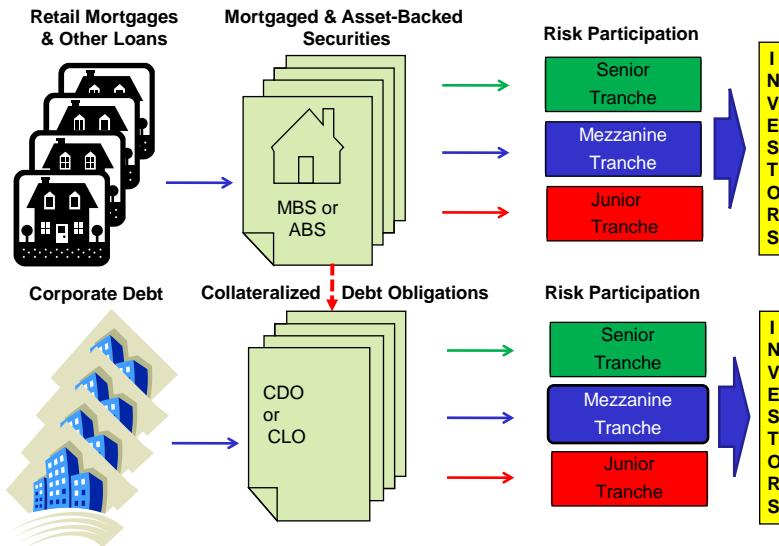 Retail Mortgages
& Other Loans
Mortgaged & Asset-Backed
Securities
Risk Participation
MBS or
ABS
Senior
Tranche
Mezzanine
Tranche
Junior
Tranche
I
N
V
E
S
T
O
R
S
Corporate Debt
Collateralized Debt Obligations
Risk Participation
CDO
or
CLO
Senior
Tranche
Mezzanine
Tranche
Junior
Tranche
I
N
V
E
S
T
O
R
S